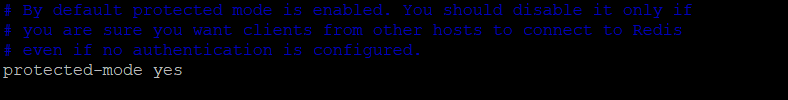 # By default protected mode is enabled. You should disable it only if
# you are sure you want clients from other hosts to connect to Redis
# even if no authentication is configured.
protected-mode yes